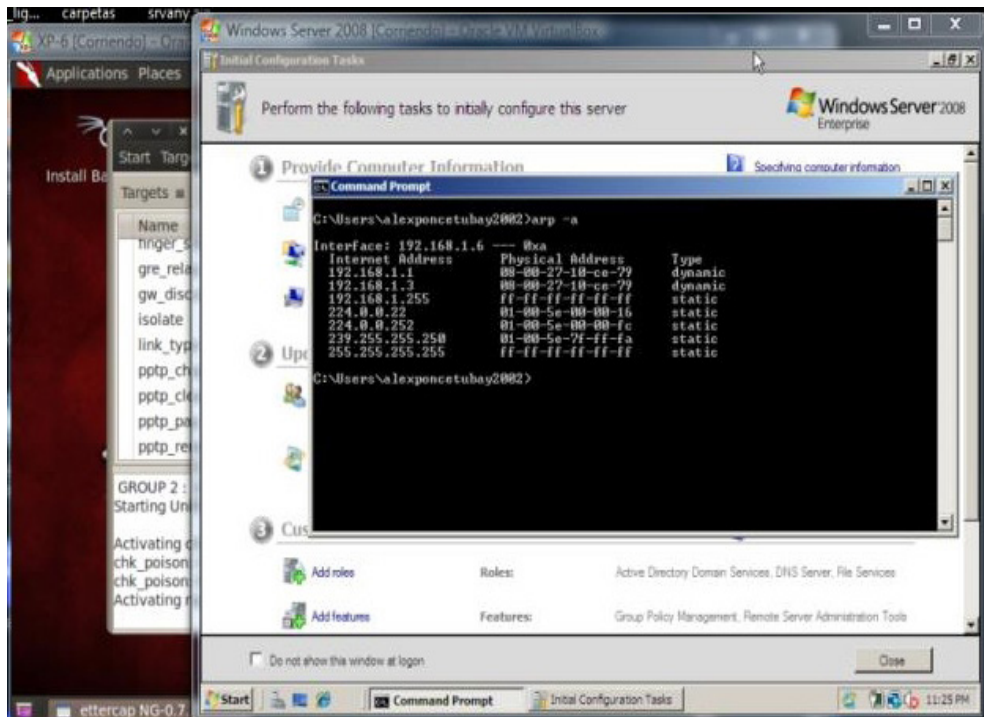 _lig... carpetas srvany
XP-6 [Corriendo] - Ora
Applications Places
Install Ba
Start Targ
Targets
Name
finger_s
gre_rela
gw_disc
isolate
link_typ
pptp_ch
pptp_cle
pptp_pa
pptp_re
GROUP 2 :
Starting Uni
Activating
chk_poison
chk_poison
Activating
ettercap NG-0.7.
Windows Server 2008 [Corriendo] - Oracle VM VirtualBox
Initial Configuration Tasks
Perform the following tasks to initially configure this server
Windows Server 2008
Enterprise
1 Provide Computer Information
Specifying computer information
Command Prompt
C:\Users\alexponcetubay2002>arp -a
Interface: 192.168.1.6 --- 0xa
Internet Address Physical Address Type
192.168.1.1 08-00-27-10-ce-79 dynamic
192.168.1.3 08-00-27-10-ce-79 dynamic
192.168.1.255 ff-ff-ff-ff-ff-ff static
224.0.0.22 01-00-5e-00-00-16 static
224.0.0.252 01-00-5e-00-00-fc static
239.255.255.250 01-00-5e-7f-ff-fa static
255.255.255.255 ff-ff-ff-ff-ff-ff static
C:\Users\alexponcetubay2002>
2 Upd
3 Cus
Add roles Roles: Active Directory Domain Services, DNS Server, File Services
Add features Features: Group Policy Management, Remote Server Administration Tools
Do not show this window at logon
Close
Start Command Prompt Initial Configuration Tasks 11:25 PM